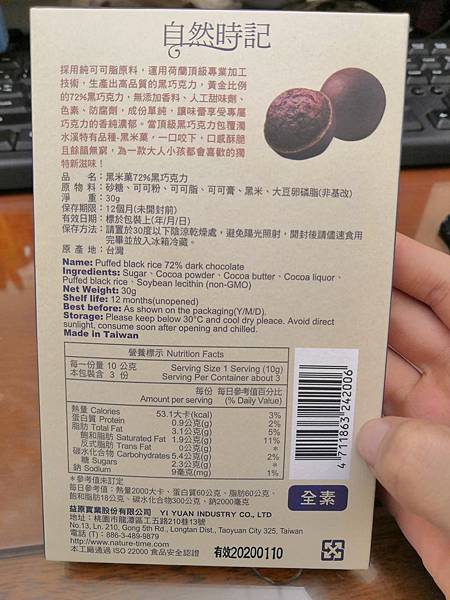 自然時記
採用純可可脂原料，運用荷蘭頂級專業加工
技術，生產出高品質的黑巧克力，黃金比例
的72%黑巧克力，無添加香料、人工甜味劑、
色素、防腐劑，成份單純，讓味蕾享受專屬
巧克力的香純濃郁。當頂級黑巧克力包覆濁
水溪特有品種-黑米菓，一口咬下，口感酥脆
且餘韻無窮，為一款大人小孩都會喜歡的獨
特新滋味！
品　　名：黑米菓72%黑巧克力
原 物 料：砂糖、可可粉、可可脂、可可膏、黑米、大豆卵磷脂(非基改)
淨　　重：30g
保存期限：12個月(未開封前)
有效日期：標於包裝上(年/月/日)
保存方法：請置於30度以下陰涼乾燥處，避免陽光照射，開封後請儘速食用
完畢並放入冰箱冷藏。
原 產 地：台灣
Name: Puffed black rice 72% dark chocolate
Ingredients: Sugar、Cocoa powder、Cocoa butter、Cocoa liquor、
Puffed black rice、Soybean lecithin (non-GMO)
Net Weight: 30g
Shelf life: 12 months(unopened)
Best before: As shown on the packaging(Y/M/D).
Storage: Please keep below 30°C and cool dry pleace. Avoid direct
sunlight, consume soon after opening and chilled.
Made in Taiwan
營養標示 Nutrition Facts
每一份量 10 公克 Serving Size 1 Serving (10g)
本包裝含 3 份 Serving Per Container about 3
每份 每日參考值百分比
Amount per serving (% Daily Value)
熱量 Calories 53.1大卡(kcal) 3%
蛋白質 Protein 0.9公克(g) 2%
脂肪 Total Fat 3.1公克(g) 5%
飽和脂肪 Saturated Fat 1.9公克(g) 11%
反式脂肪 Trans Fat 0公克(g) *
碳水化合物 Carbohydrates 5.4公克(g) 2%
糖 Sugars 2.3公克(g) *
鈉 Sodium 9毫克(mg) 1%
*參考值未訂定
每日參考值：熱量2000大卡、蛋白質60公克、脂肪60公克、
飽和脂肪18公克、碳水化合物300公克、鈉2000毫克
4 711863 242006
全素
益原實業股份有限公司 YI YUAN INDUSTRY CO.,LTD
地址：桃園市龍潭區工五路210巷13號
No.13, Ln. 210, Gong 5th Rd., Longtan Dist., Taoyuan City 325, Taiwan
電話 (T)：886-3-489-9879
http://www.nature-time.com
本工廠通過 ISO 22000 食品安全認證
有效20200110